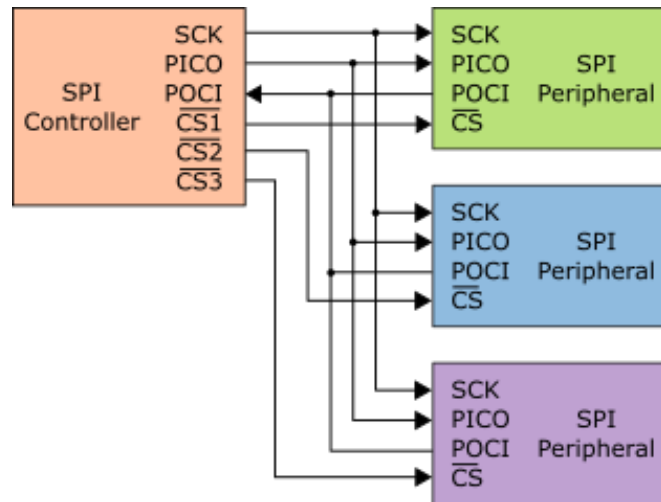 SPI
Controller
SCK
PICO
POCI
CS1
CS2
CS3
SCK
PICO
POCI
CS
SPI
Peripheral
SCK
PICO
POCI
CS
SPI
Peripheral
SCK
PICO
POCI
CS
SPI
Peripheral